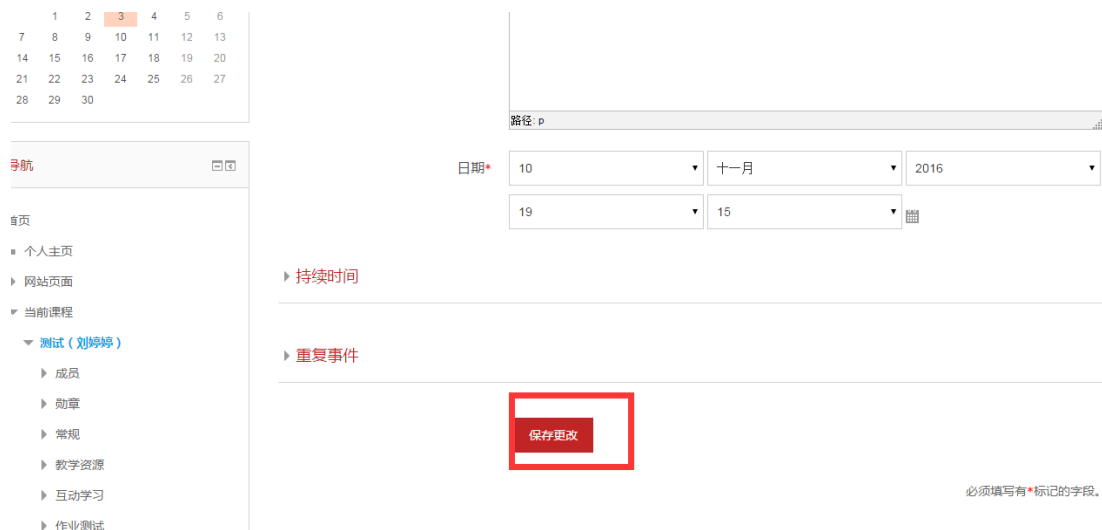 1 2 3 4 5 6
7 8 9 10 11 12 13
14 15 16 17 18 19 20
21 22 23 24 25 26 27
28 29 30
导航
首页
个人主页
网站页面
当前课程
测试（刘婷婷）
成员
勋章
常规
教学资源
互动学习
作业测试
路径: p
日期* 10 十一月 2016
19 15
持续时间
重复事件
保存更改
必须填写有*标记的字段。